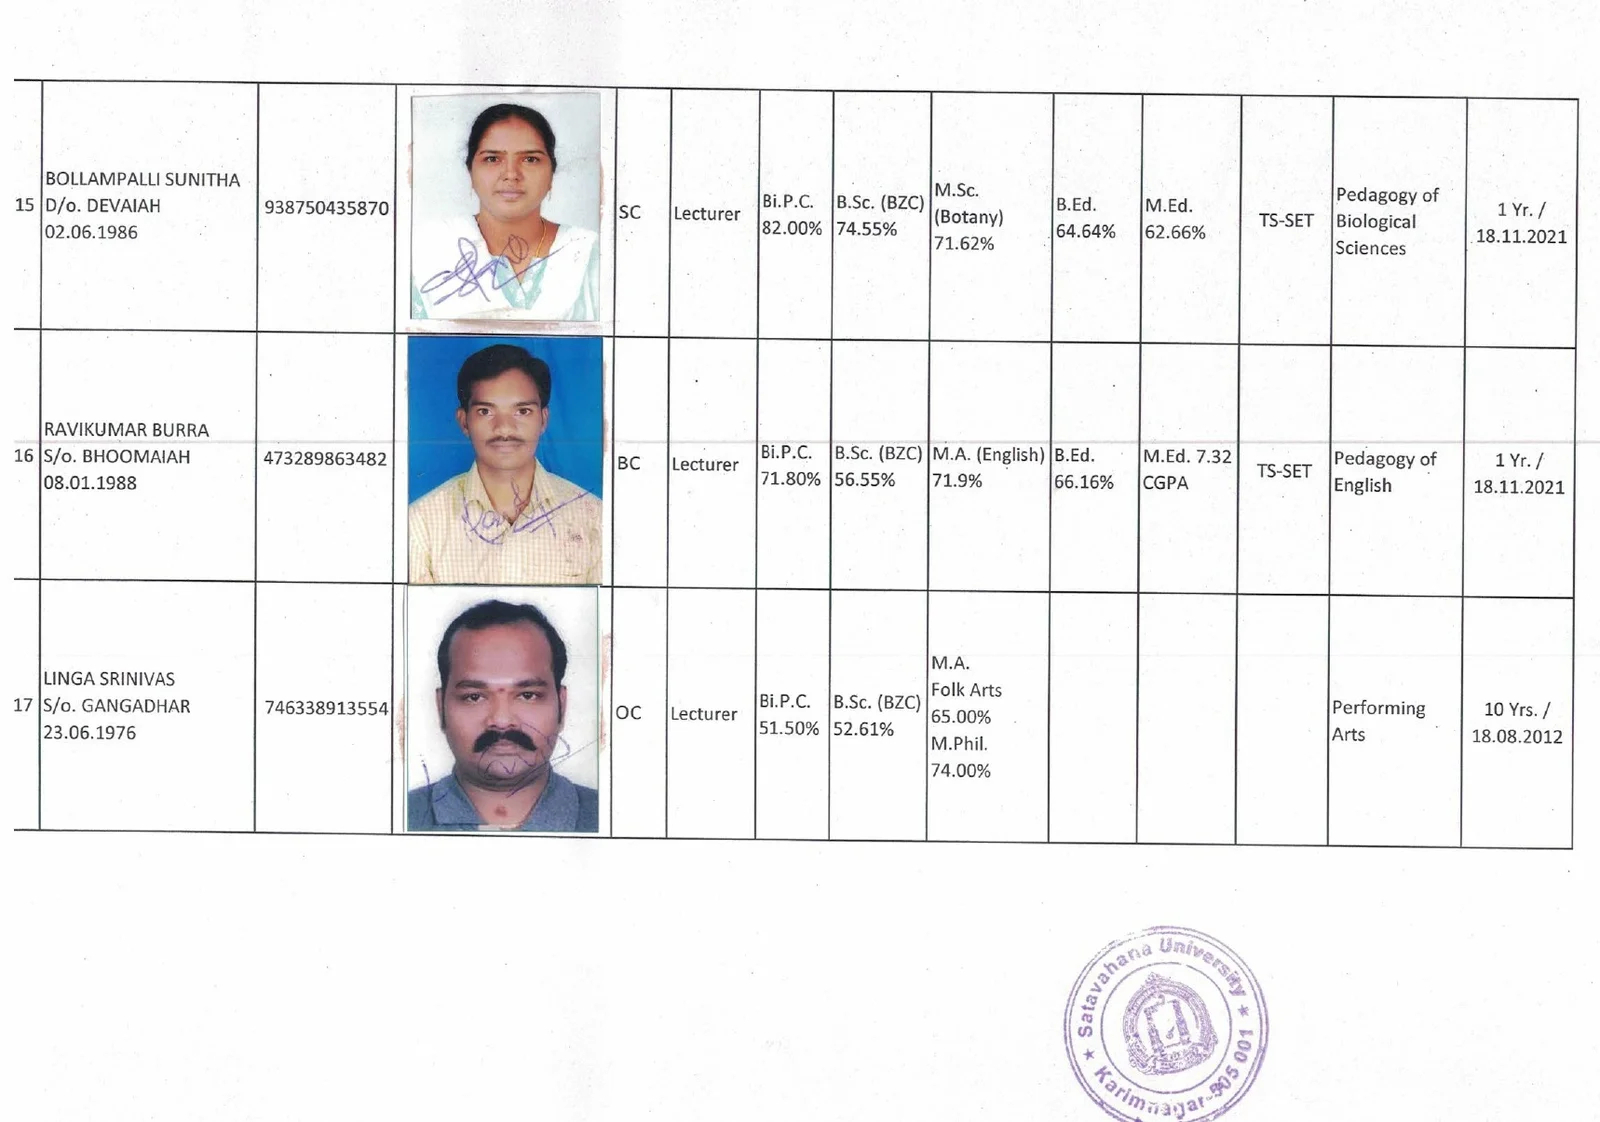 15
BOLLAMPALLI SUNITHA
D/o. DEVAIAH
02.06.1986
938750435870
SC
Lecturer
Bi.P.C.
82.00%
B.Sc. (BZC)
74.55%
M.Sc.
(Botany)
71.62%
B.Ed.
64.64%
M.Ed.
62.66%
TS-SET
Pedagogy of
Biological
Sciences
1 Yr. /
18.11.2021
16
RAVIKUMAR BURRA
S/o. BHOOMAIAH
08.01.1988
473289863482
BC
Lecturer
Bi.P.C.
71.80%
B.Sc. (BZC)
56.55%
M.A. (English)
71.9%
B.Ed.
66.16%
M.Ed. 7.32
CGPA
TS-SET
Pedagogy of
English
1 Yr. /
18.11.2021
17
LINGA SRINIVAS
S/o. GANGADHAR
23.06.1976
746338913554
OC
Lecturer
Bi.P.C.
51.50%
B.Sc. (BZC)
52.61%
M.A.
Folk Arts
65.00%
M.Phil.
74.00%
Performing
Arts
10 Yrs. /
18.08.2012
Satavahana University
Karimnagar-505 001